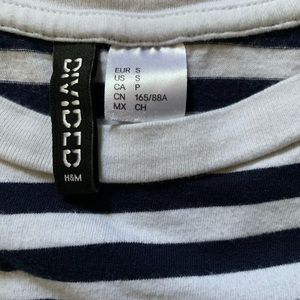 DIVIDED
H&M
EUR S
US S
CA P
CN 165/88A
MX CH